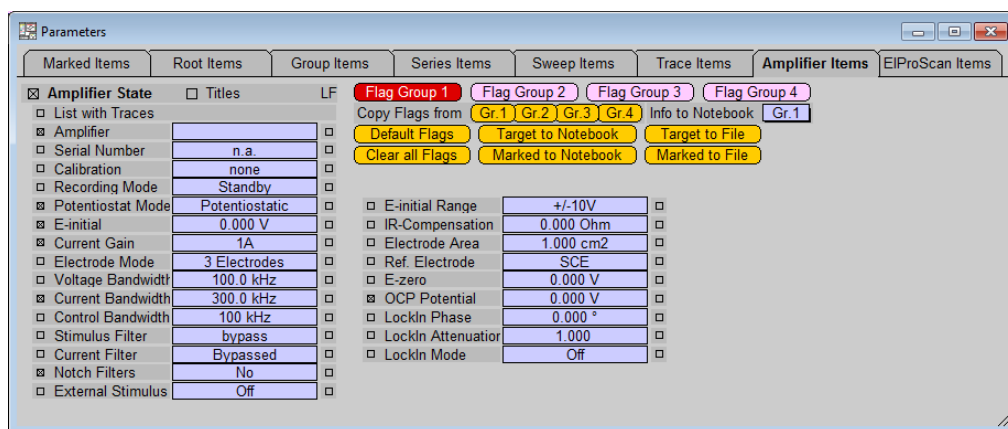 Parameters
Marked Items Root Items Group Items Series Items Sweep Items Trace Items Amplifier Items ElProScan Items
Amplifier State Titles LF Flag Group 1 Flag Group 2 Flag Group 3 Flag Group 4
List with Traces Copy Flags from Gr.1 Gr.2 Gr.3 Gr.4 Info to Notebook Gr.1
Amplifier Default Flags Target to Notebook Target to File
Serial Number n.a. Clear all Flags Marked to Notebook Marked to File
Calibration none
Recording Mode Standby
Potentiostat Mode Potentiostatic E-initial Range +/-10V
E-initial 0.000 V IR-Compensation 0.000 Ohm
Current Gain 1A Electrode Area 1.000 cm2
Electrode Mode 3 Electrodes Ref. Electrode SCE
Voltage Bandwidth 100.0 kHz E-zero 0.000 V
Current Bandwidth 300.0 kHz OCP Potential 0.000 V
Control Bandwidth 100 kHz LockIn Phase 0.000 °
Stimulus Filter bypass LockIn Attenuation 1.000
Current Filter Bypassed LockIn Mode Off
Notch Filters No
External Stimulus Off